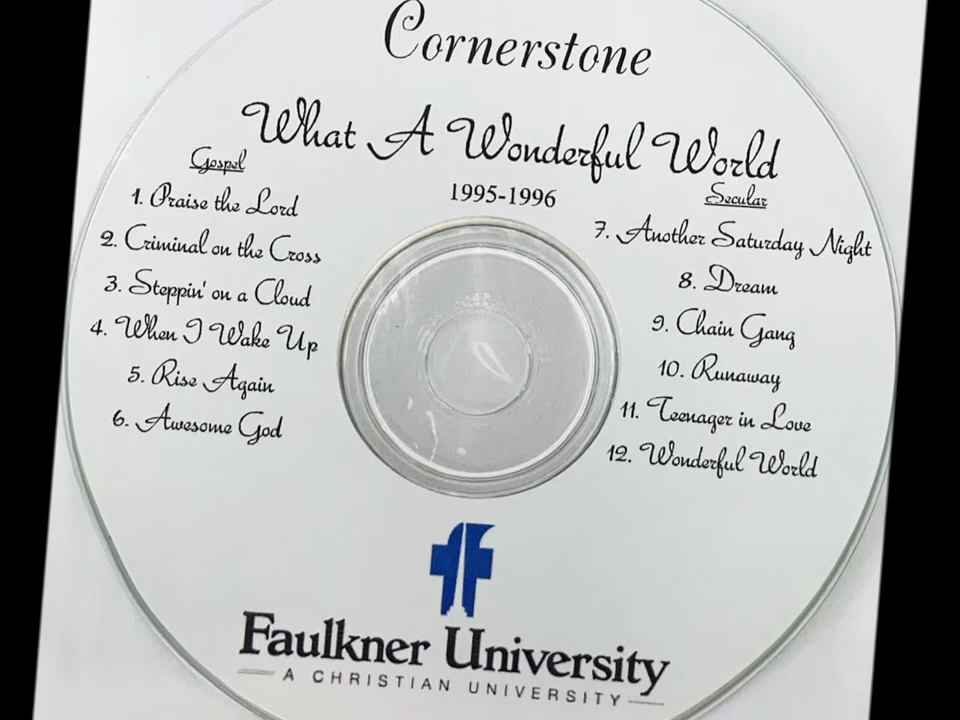 Cornerstone
What A Wonderful World
1995-1996
Gospel
1. Praise the Lord
2. Criminal on the Cross
3. Steppin' on a Cloud
4. When I Wake Up
5. Rise Again
6. Awesome God
Secular
7. Another Saturday Night
8. Dream
9. Chain Gang
10. Runaway
11. Teenager in Love
12. Wonderful World
Faulkner University
A CHRISTIAN UNIVERSITY